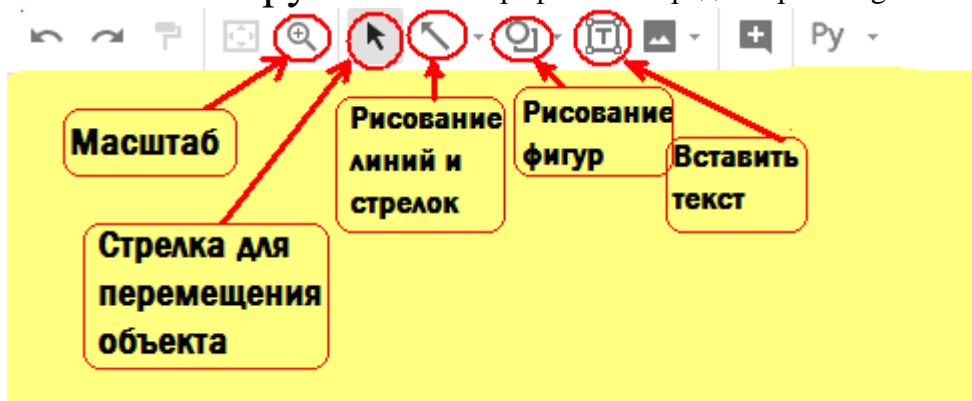 Ру
Масштаб
Стрелка для
перемещения
объекта
Рисование
линий и
стрелок
Рисование
фигур
Вставить
текст